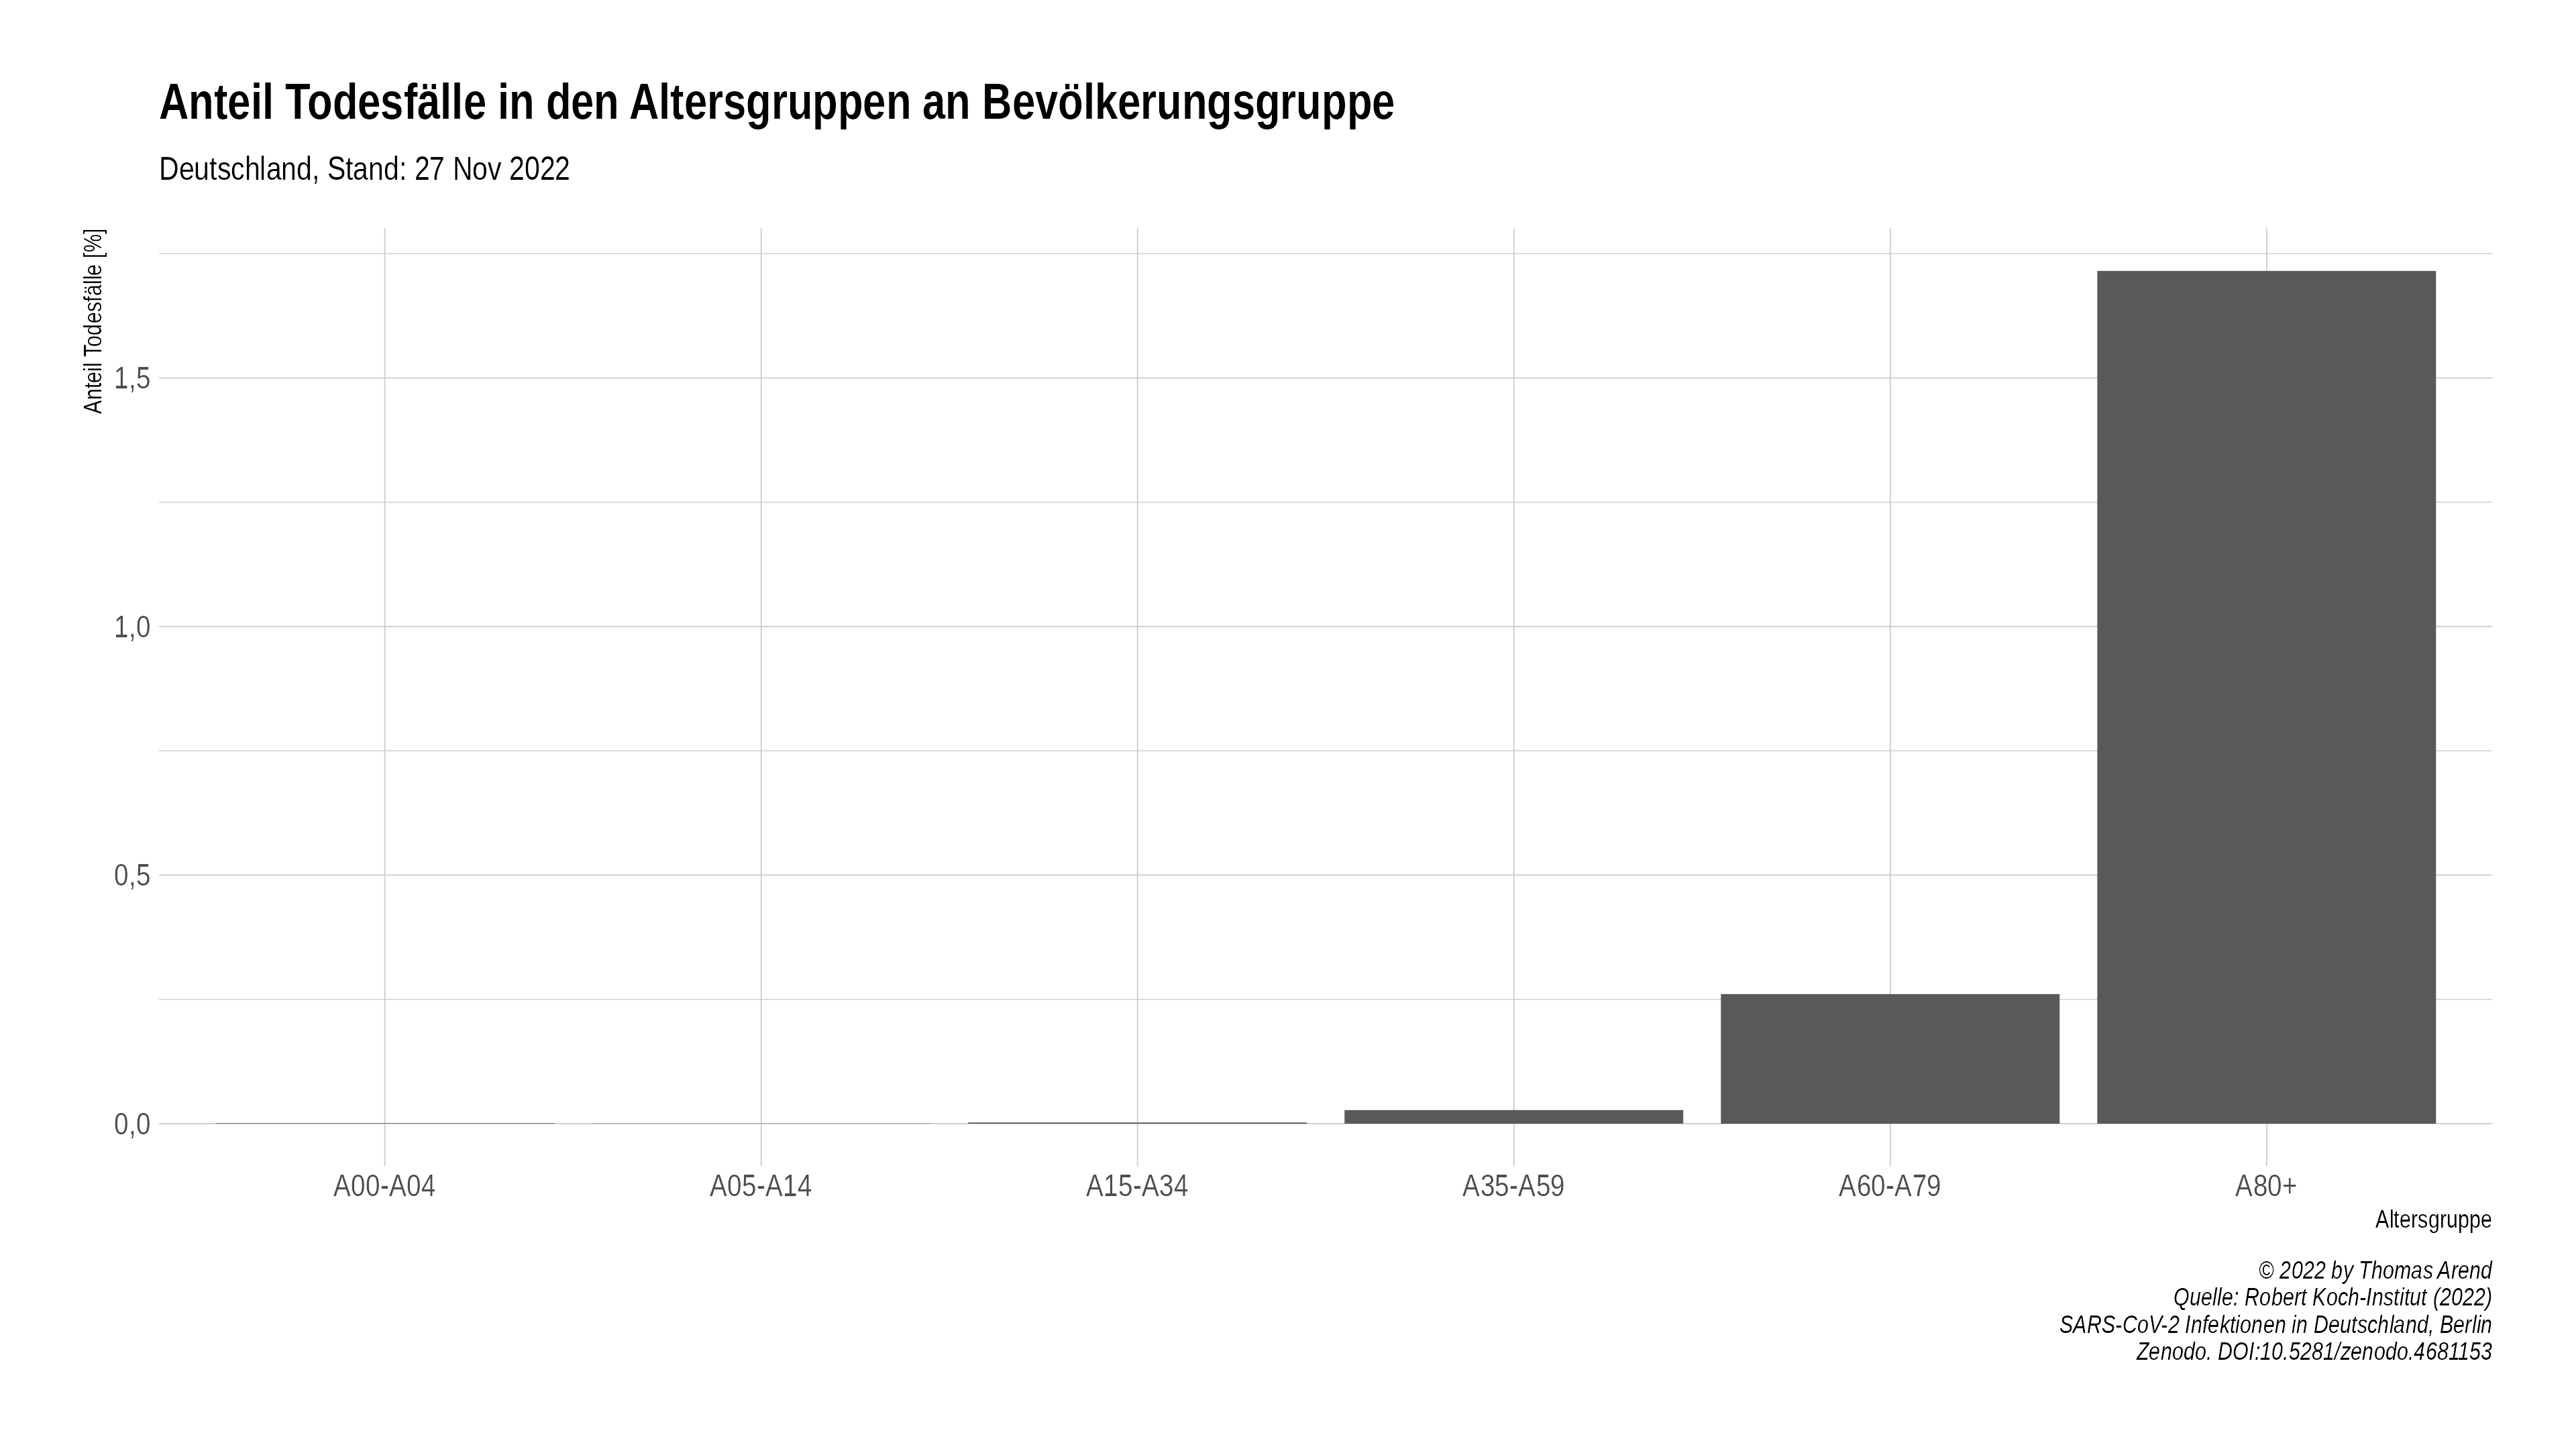 Anteil Todesfälle in den Altersgruppen an Bevölkerungsgruppe
Deutschland, Stand: 27 Nov 2022
Anteil Todesfälle [%]
1,5
1,0
0,5
0,0
A00-A04 A05-A14 A15-A34 A35-A59 A60-A79 A80+
Altersgruppe
© 2022 by Thomas Arend
Quelle: Robert Koch-Institut (2022)
SARS-CoV-2 Infektionen in Deutschland, Berlin
Zenodo. DOI:10.5281/zenodo.4681153